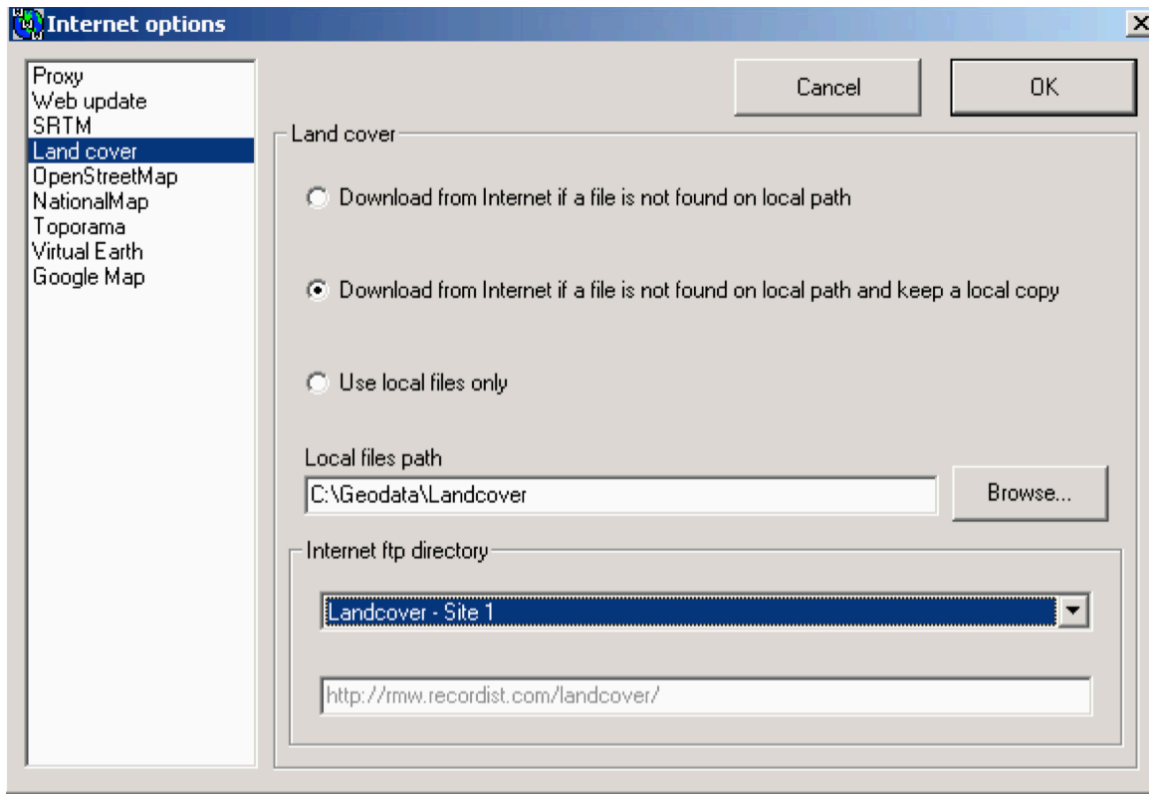 Internet options
Proxy
Web update
SRTM
Land cover
OpenStreetMap
NationalMap
Toporama
Virtual Earth
Google Map
Cancel
OK
Land cover
Download from Internet if a file is not found on local path
Download from Internet if a file is not found on local path and keep a local copy
Use local files only
Local files path
C:\Geodata\Landcover
Browse...
Internet ftp directory
Landcover - Site 1
http://rmw.recordist.com/landcover/